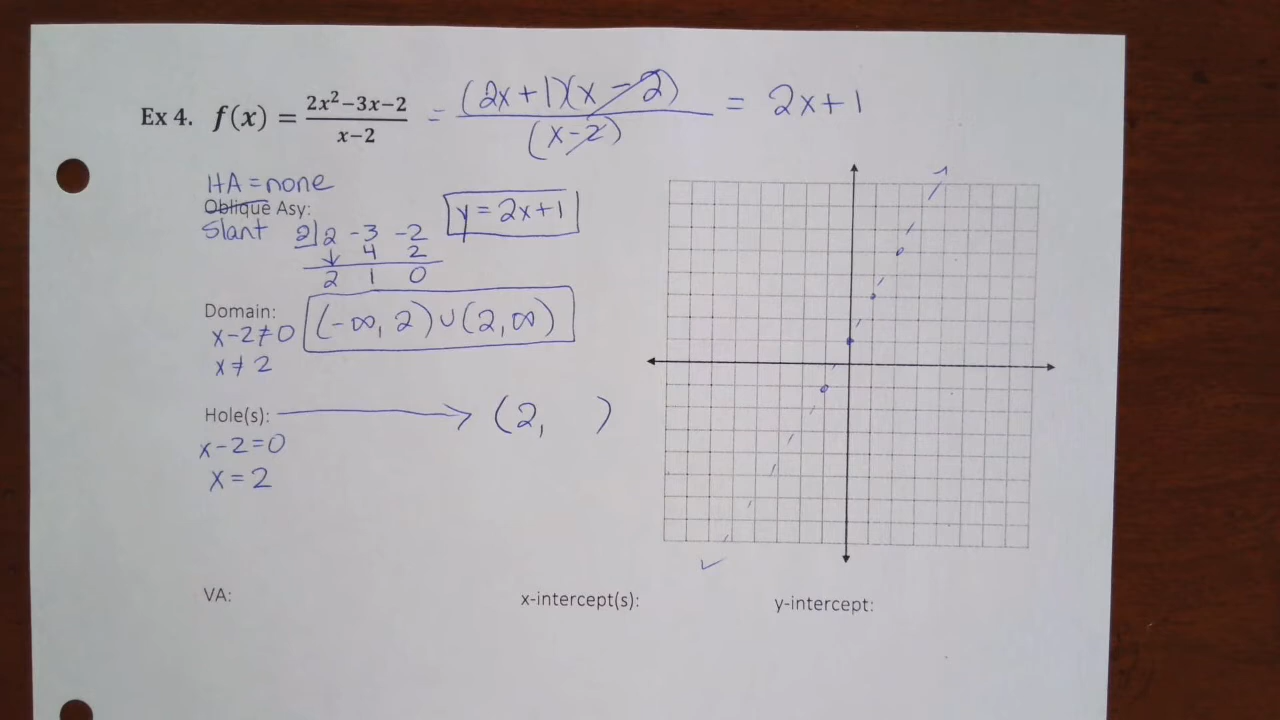 Ex 4. f(x) = 2x²−3x−2 / x−2 = (2x+1)(x−2) / (x−2) = 2x+1
HA = none
Oblique Asy:
Slant
2| 2 -3 -2
↓ 4 2
2 1 0
y = 2x+1
Domain:
x-2≠0
x≠2
(-∞, 2)∪(2,∞)
Hole(s): → (2, )
x-2=0
x=2
VA:
x-intercept(s):
y-intercept: